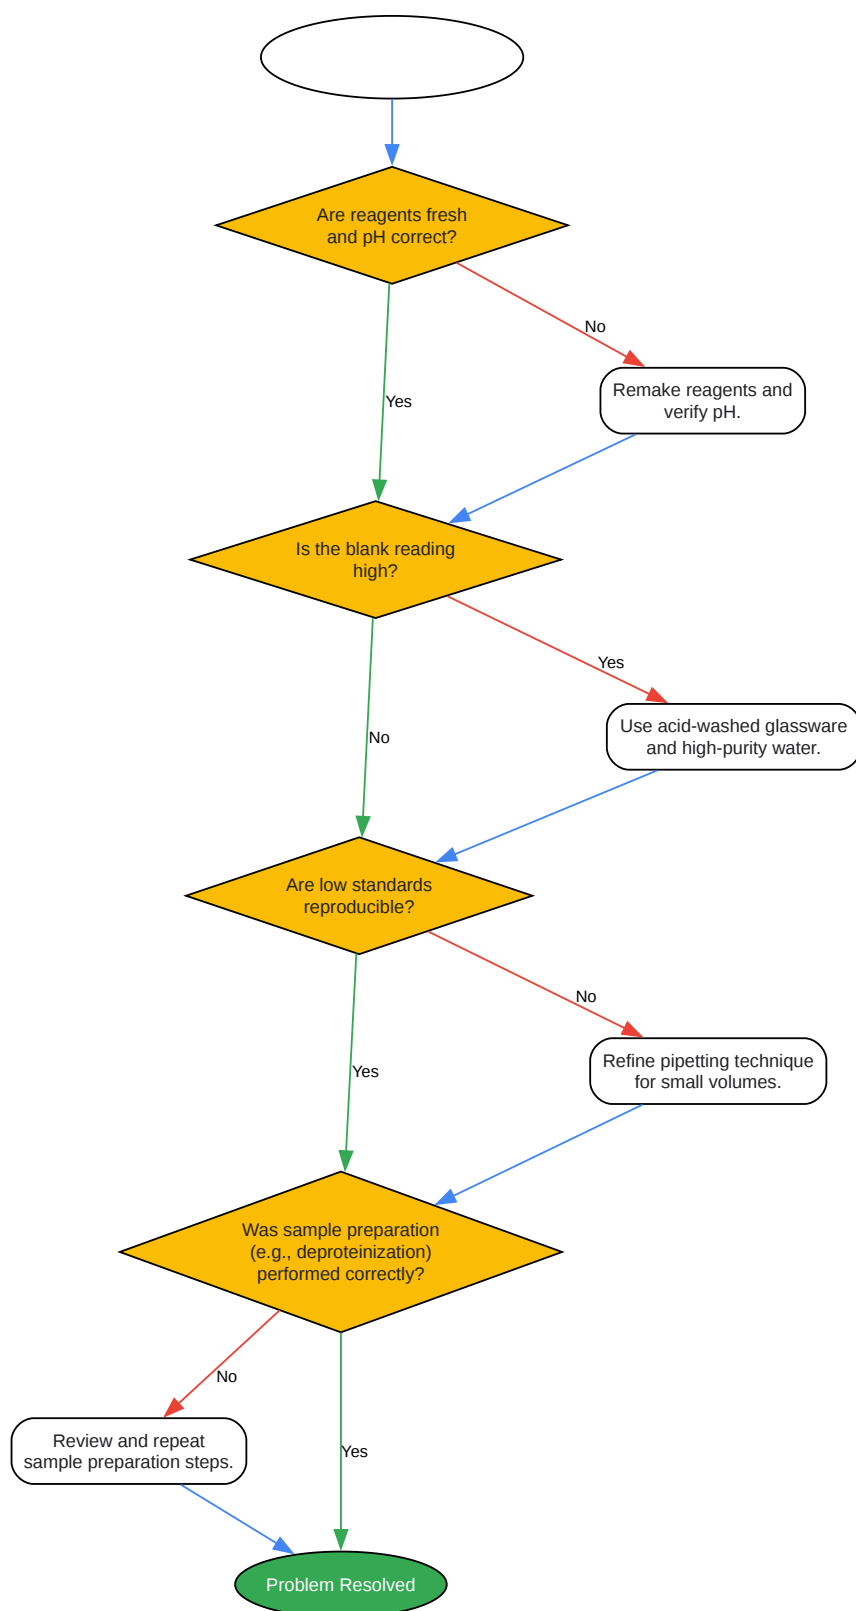 Are reagents fresh
and pH correct?
No
Yes
Remake reagents and
verify pH.
Is the blank reading
high?
Yes
No
Use acid-washed glassware
and high-purity water.
Are low standards
reproducible?
No
Yes
Refine pipetting technique
for small volumes.
Was sample preparation
(e.g., deproteinization)
performed correctly?
No
Yes
Review and repeat
sample preparation steps.
Problem Resolved